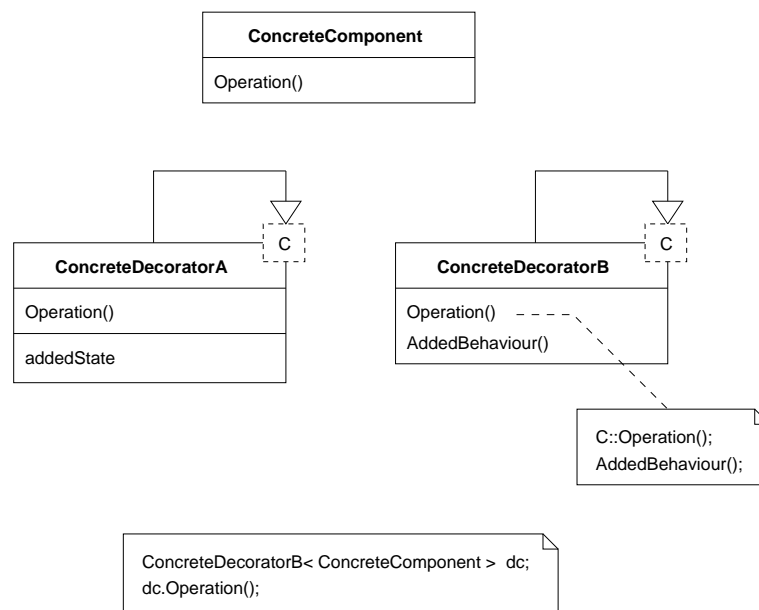 ConcreteComponent
Operation()
C
ConcreteDecoratorA
Operation()
addedState
C
ConcreteDecoratorB
Operation()
AddedBehaviour()
C::Operation();
AddedBehaviour();
ConcreteDecoratorB< ConcreteComponent > dc;
dc.Operation();